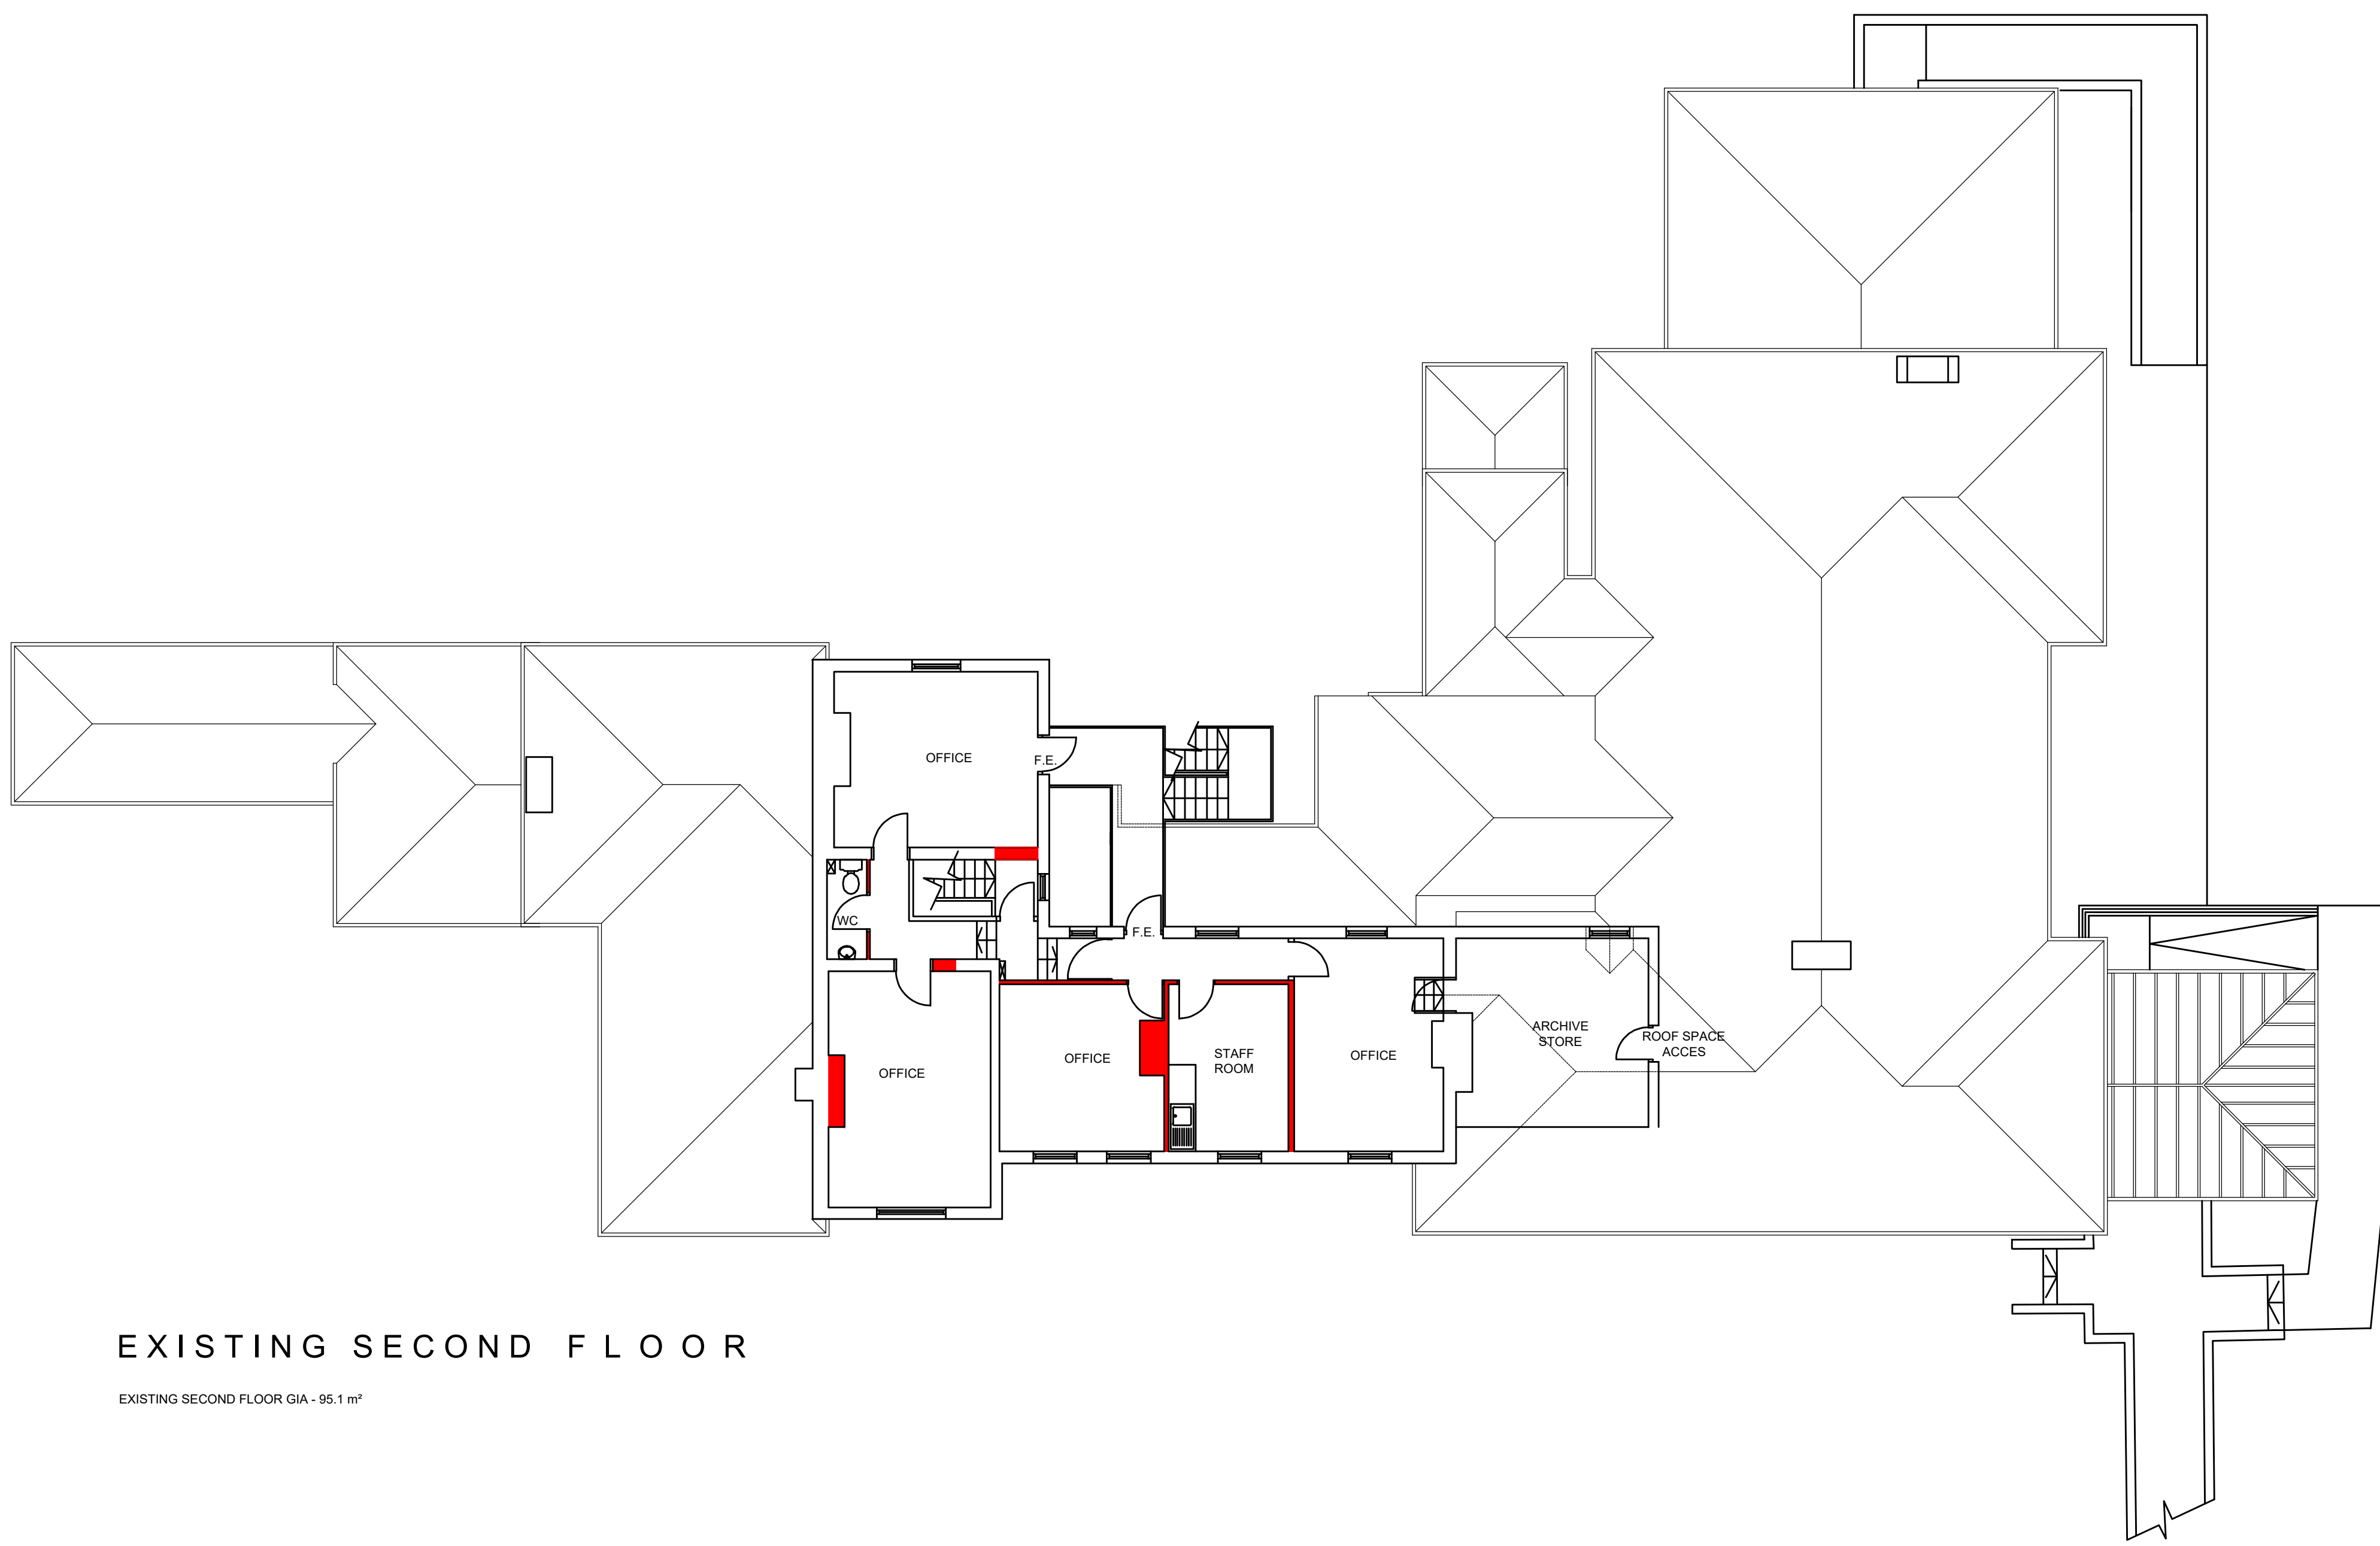 OFFICE
F.E.
WC
F.E.
ARCHIVE
STORE
ROOF SPACE
ACCES
OFFICE
STAFF
ROOM
OFFICE
OFFICE
EXISTING SECOND FLOOR
EXISTING SECOND FLOOR GIA - 95.1 m²